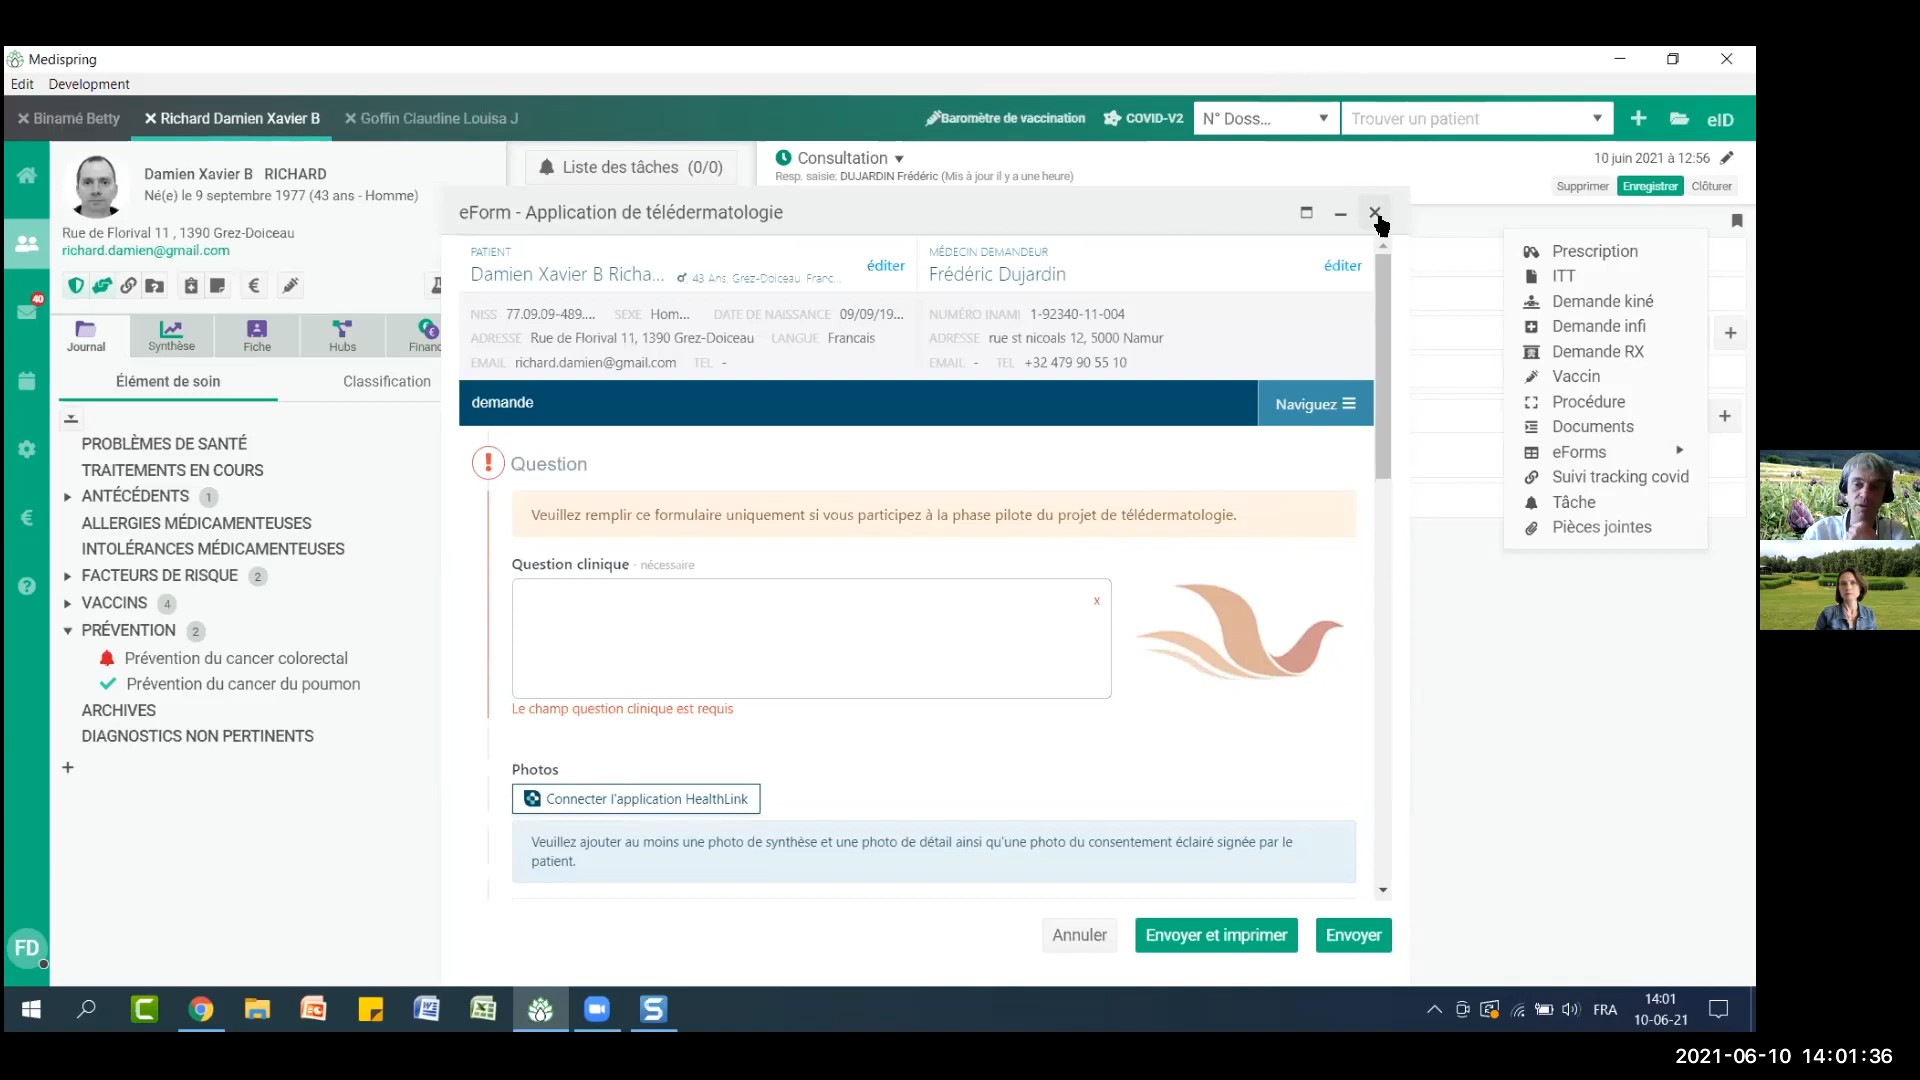 Medispring
Edit Development
Binamé Betty
Richard Damien Xavier B
Goffin Claudine Louisa J
Baromètre de vaccination
COVID-V2
N° Doss...
Trouver un patient
eID
Damien Xavier B RICHARD
Né(e) le 9 septembre 1977 (43 ans - Homme)
Rue de Florival 11 , 1390 Grez-Doiceau
richard.damien@gmail.com
Liste des tâches (0/0)
Consultation
Resp. saisie: DUJARDIN Frédéric (Mis à jour il y a une heure)
10 juin 2021 à 12:56
Supprimer Enregistrer Clôturer
40
Journal
Synthèse
Fiche
Hubs
Financ
Élément de soin
Classification
PROBLÈMES DE SANTÉ
TRAITEMENTS EN COURS
ANTÉCÉDENTS 1
ALLERGIES MÉDICAMENTEUSES
INTOLÉRANCES MÉDICAMENTEUSES
FACTEURS DE RISQUE 2
VACCINS 4
PRÉVENTION 2
Prévention du cancer colorectal
Prévention du cancer du poumon
ARCHIVES
DIAGNOSTICS NON PERTINENTS
+
FD
eForm - Application de télédermatologie
PATIENT
Damien Xavier B Richa... 43 Ans, Grez-Doiceau Franc...
éditer
MÉDECIN DEMANDEUR
Frédéric Dujardin
éditer
NISS 77.09.09-489.... SEXE Hom... DATE DE NAISSANCE 09/09/19...
ADRESSE Rue de Florival 11, 1390 Grez-Doiceau LANGUE Francais
EMAIL richard.damien@gmail.com TEL -
NUMÉRO INAMI 1-92340-11-004
ADRESSE rue st nicoals 12, 5000 Namur
EMAIL - TEL +32 479 90 55 10
demande
Naviguez
Question
Veuillez remplir ce formulaire uniquement si vous participez à la phase pilote du projet de télédermatologie.
Question clinique - nécessaire
x
Le champ question clinique est requis
Photos
Connecter l'application HealthLink
Veuillez ajouter au moins une photo de synthèse et une photo de détail ainsi qu'une photo du consentement éclairé signée par le
patient.
Annuler
Envoyer et imprimer
Envoyer
Prescription
ITT
Demande kiné
Demande infi
Demande RX
Vaccin
Procédure
Documents
eForms
Suivi tracking covid
Tâche
Pièces jointes
FRA
14:01
10-06-21
2021-06-10 14:01:36